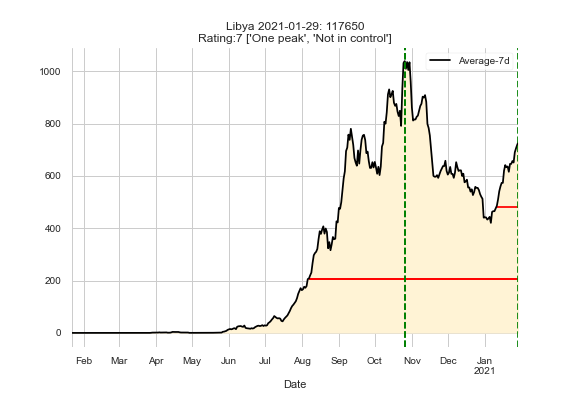 Libya 2021-01-29: 117650
Rating:7 ['One peak', 'Not in control']
Average-7d
1000
800
600
400
200
0
Feb Mar Apr May Jun Jul Aug Sep Oct Nov Dec Jan
2021
Date